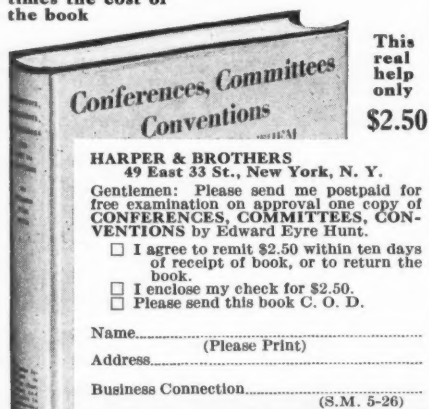 times the cost of
the book
This
real
help
only
$2.50
Conferences, Committees
Conventions
HARPER & BROTHERS
49 East 33 St., New York, N. Y.
Gentlemen: Please send me postpaid for
free examination on approval one copy of
CONFERENCES, COMMITTEES, CON-
VENTIONS by Edward Eyre Hunt.
☐ I agree to remit $2.50 within ten days
of receipt of book, or to return the
book.
☐ I enclose my check for $2.50.
☐ Please send this book C. O. D.
Name
(Please Print)
Address
Business Connection
(S.M. 5-26)